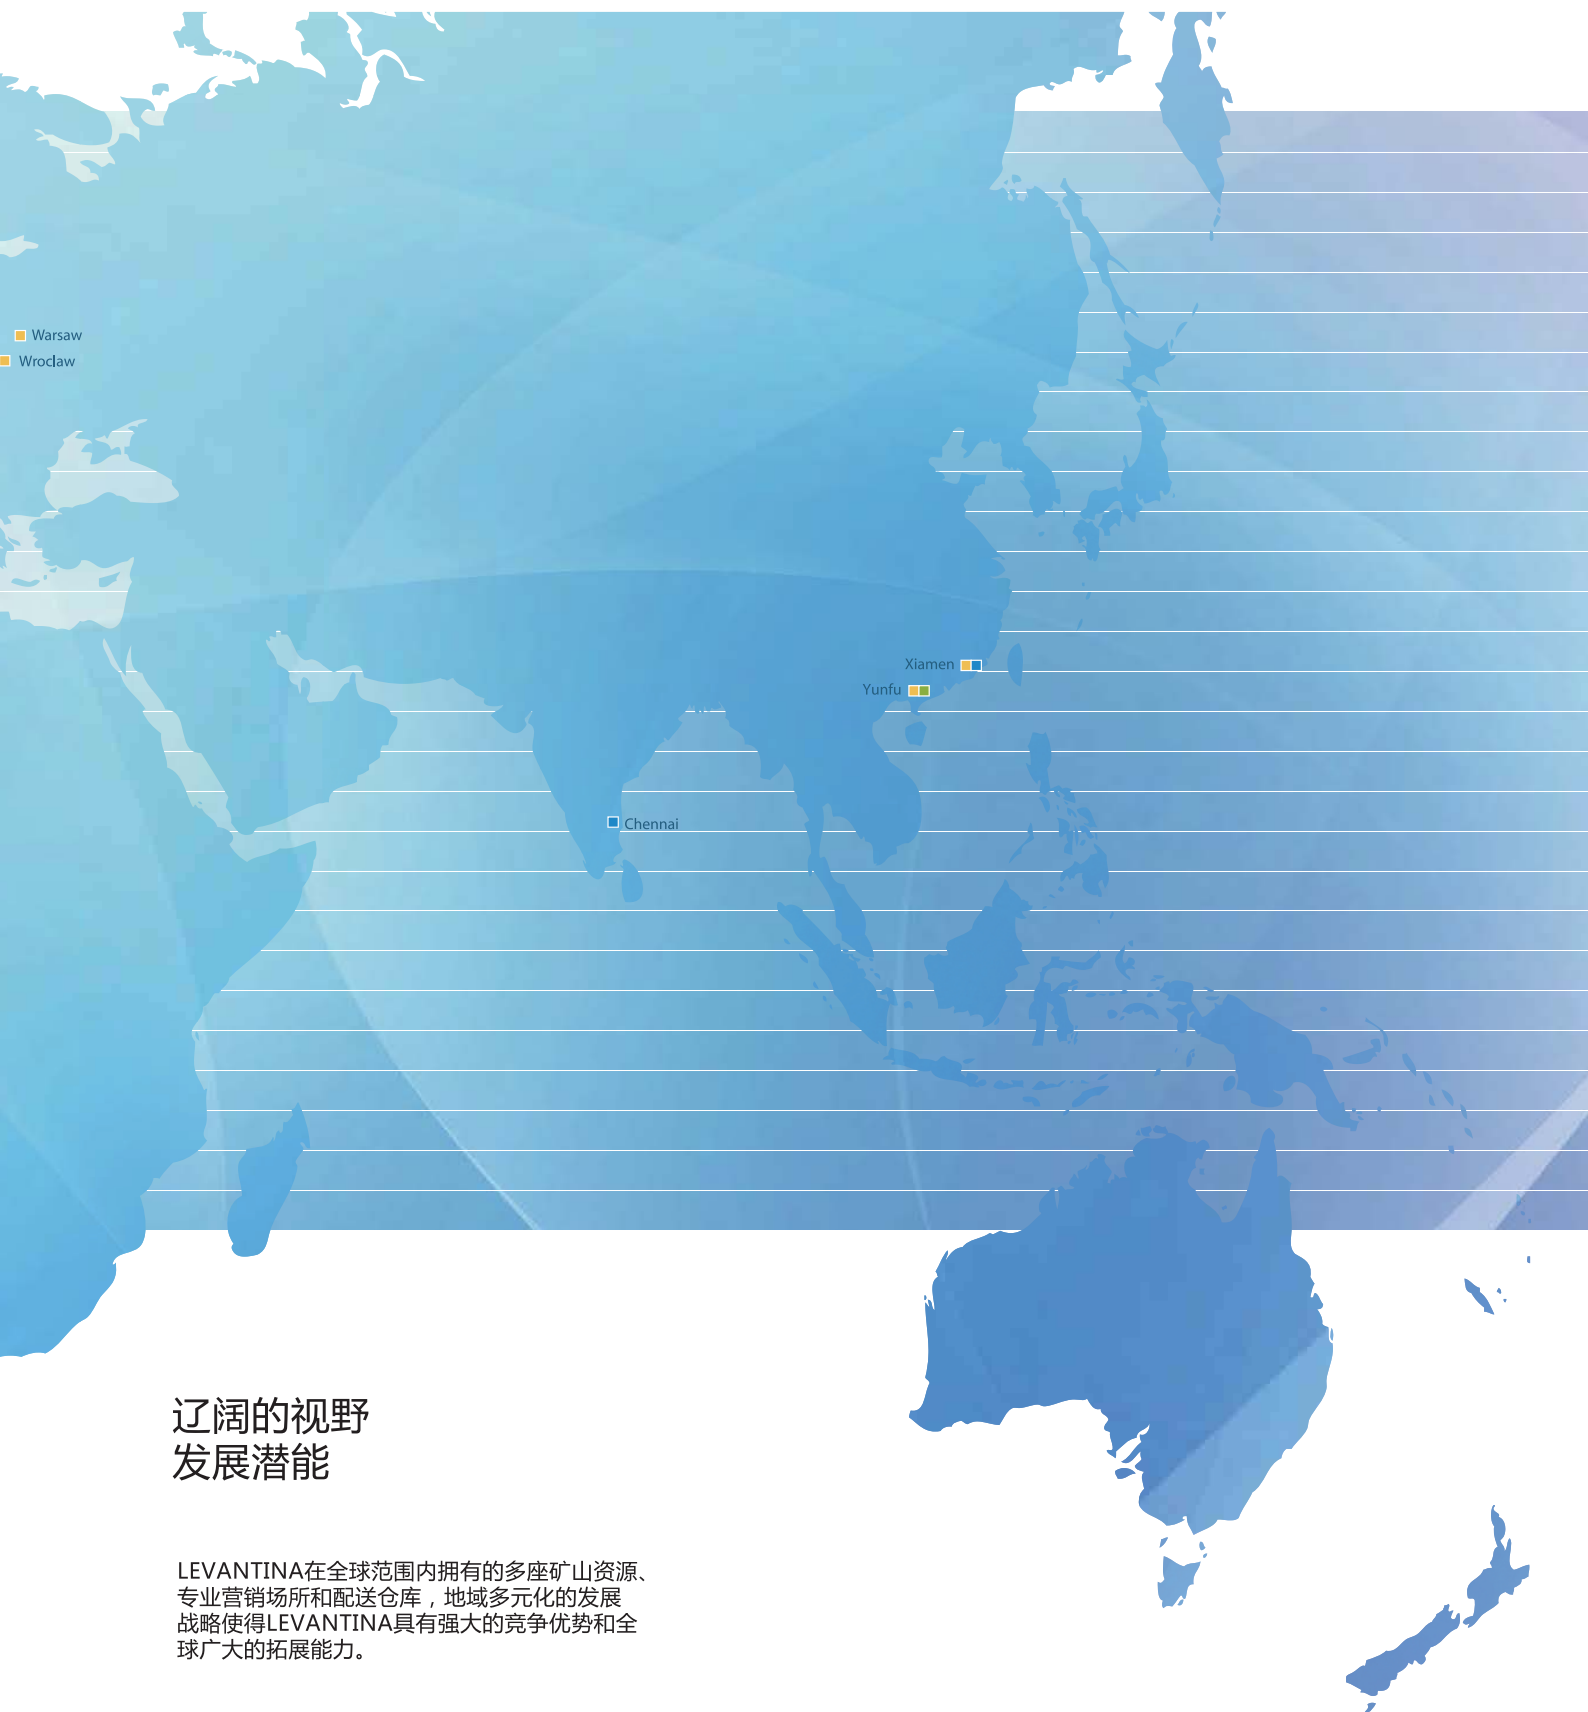 Warsaw
Wroclaw
Xiamen
Yunfu
Chennai
辽阔的视野
发展潜能
LEVANTINA在全球范围内拥有的多座矿山资源、
专业营销场所和配送仓库，地域多元化的发展
战略使得LEVANTINA具有强大的竞争优势和全
球广大的拓展能力。